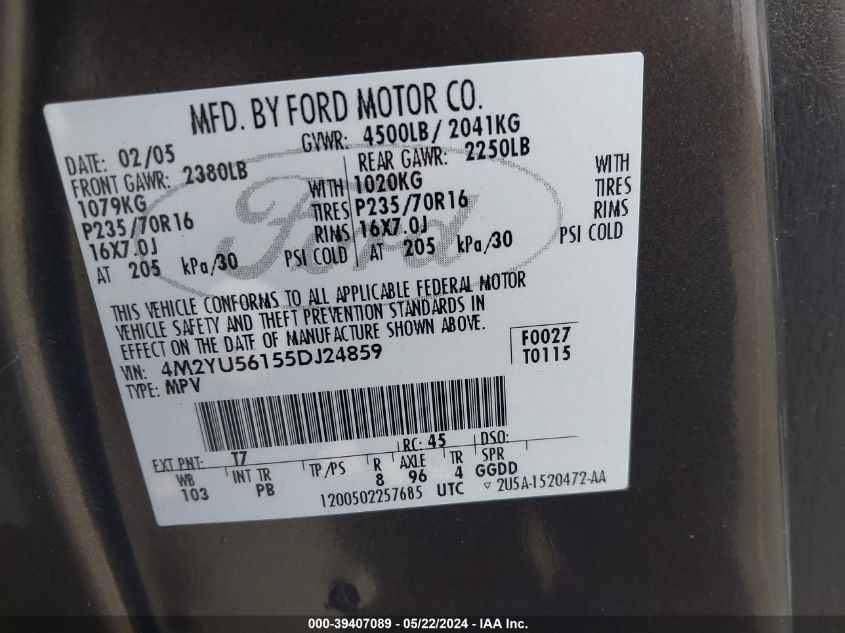 MFD. BY FORD MOTOR CO.
DATE: 02/05 GVWR: 4500LB/ 2041KG
FRONT GAWR: 2380LB REAR GAWR: 2250LB
1079KG WITH 1020KG WITH
P235/70R16 TIRES P235/70R16 TIRES
16X7.0J RIMS 16X7.0J RIMS
AT 205 kPa/30 PSI COLD AT 205 kPa/30 PSI COLD
Ford
THIS VEHICLE CONFORMS TO ALL APPLICABLE FEDERAL MOTOR
VEHICLE SAFETY AND THEFT PREVENTION STANDARDS IN
EFFECT ON THE DATE OF MANUFACTURE SHOWN ABOVE.
VIN: 4M2YU56155DJ24859 F0027
TYPE: MPV T0115
EXT PNT: T7 RC: 45 DSO:
WB INT TR TP/PS R AXLE TR SPR
103 PB 8 96 4 GGDD
1200502257685 UTC ▽ 2U5A-1520472-AA
000-39407089 - 05/22/2024 - IAA Inc.